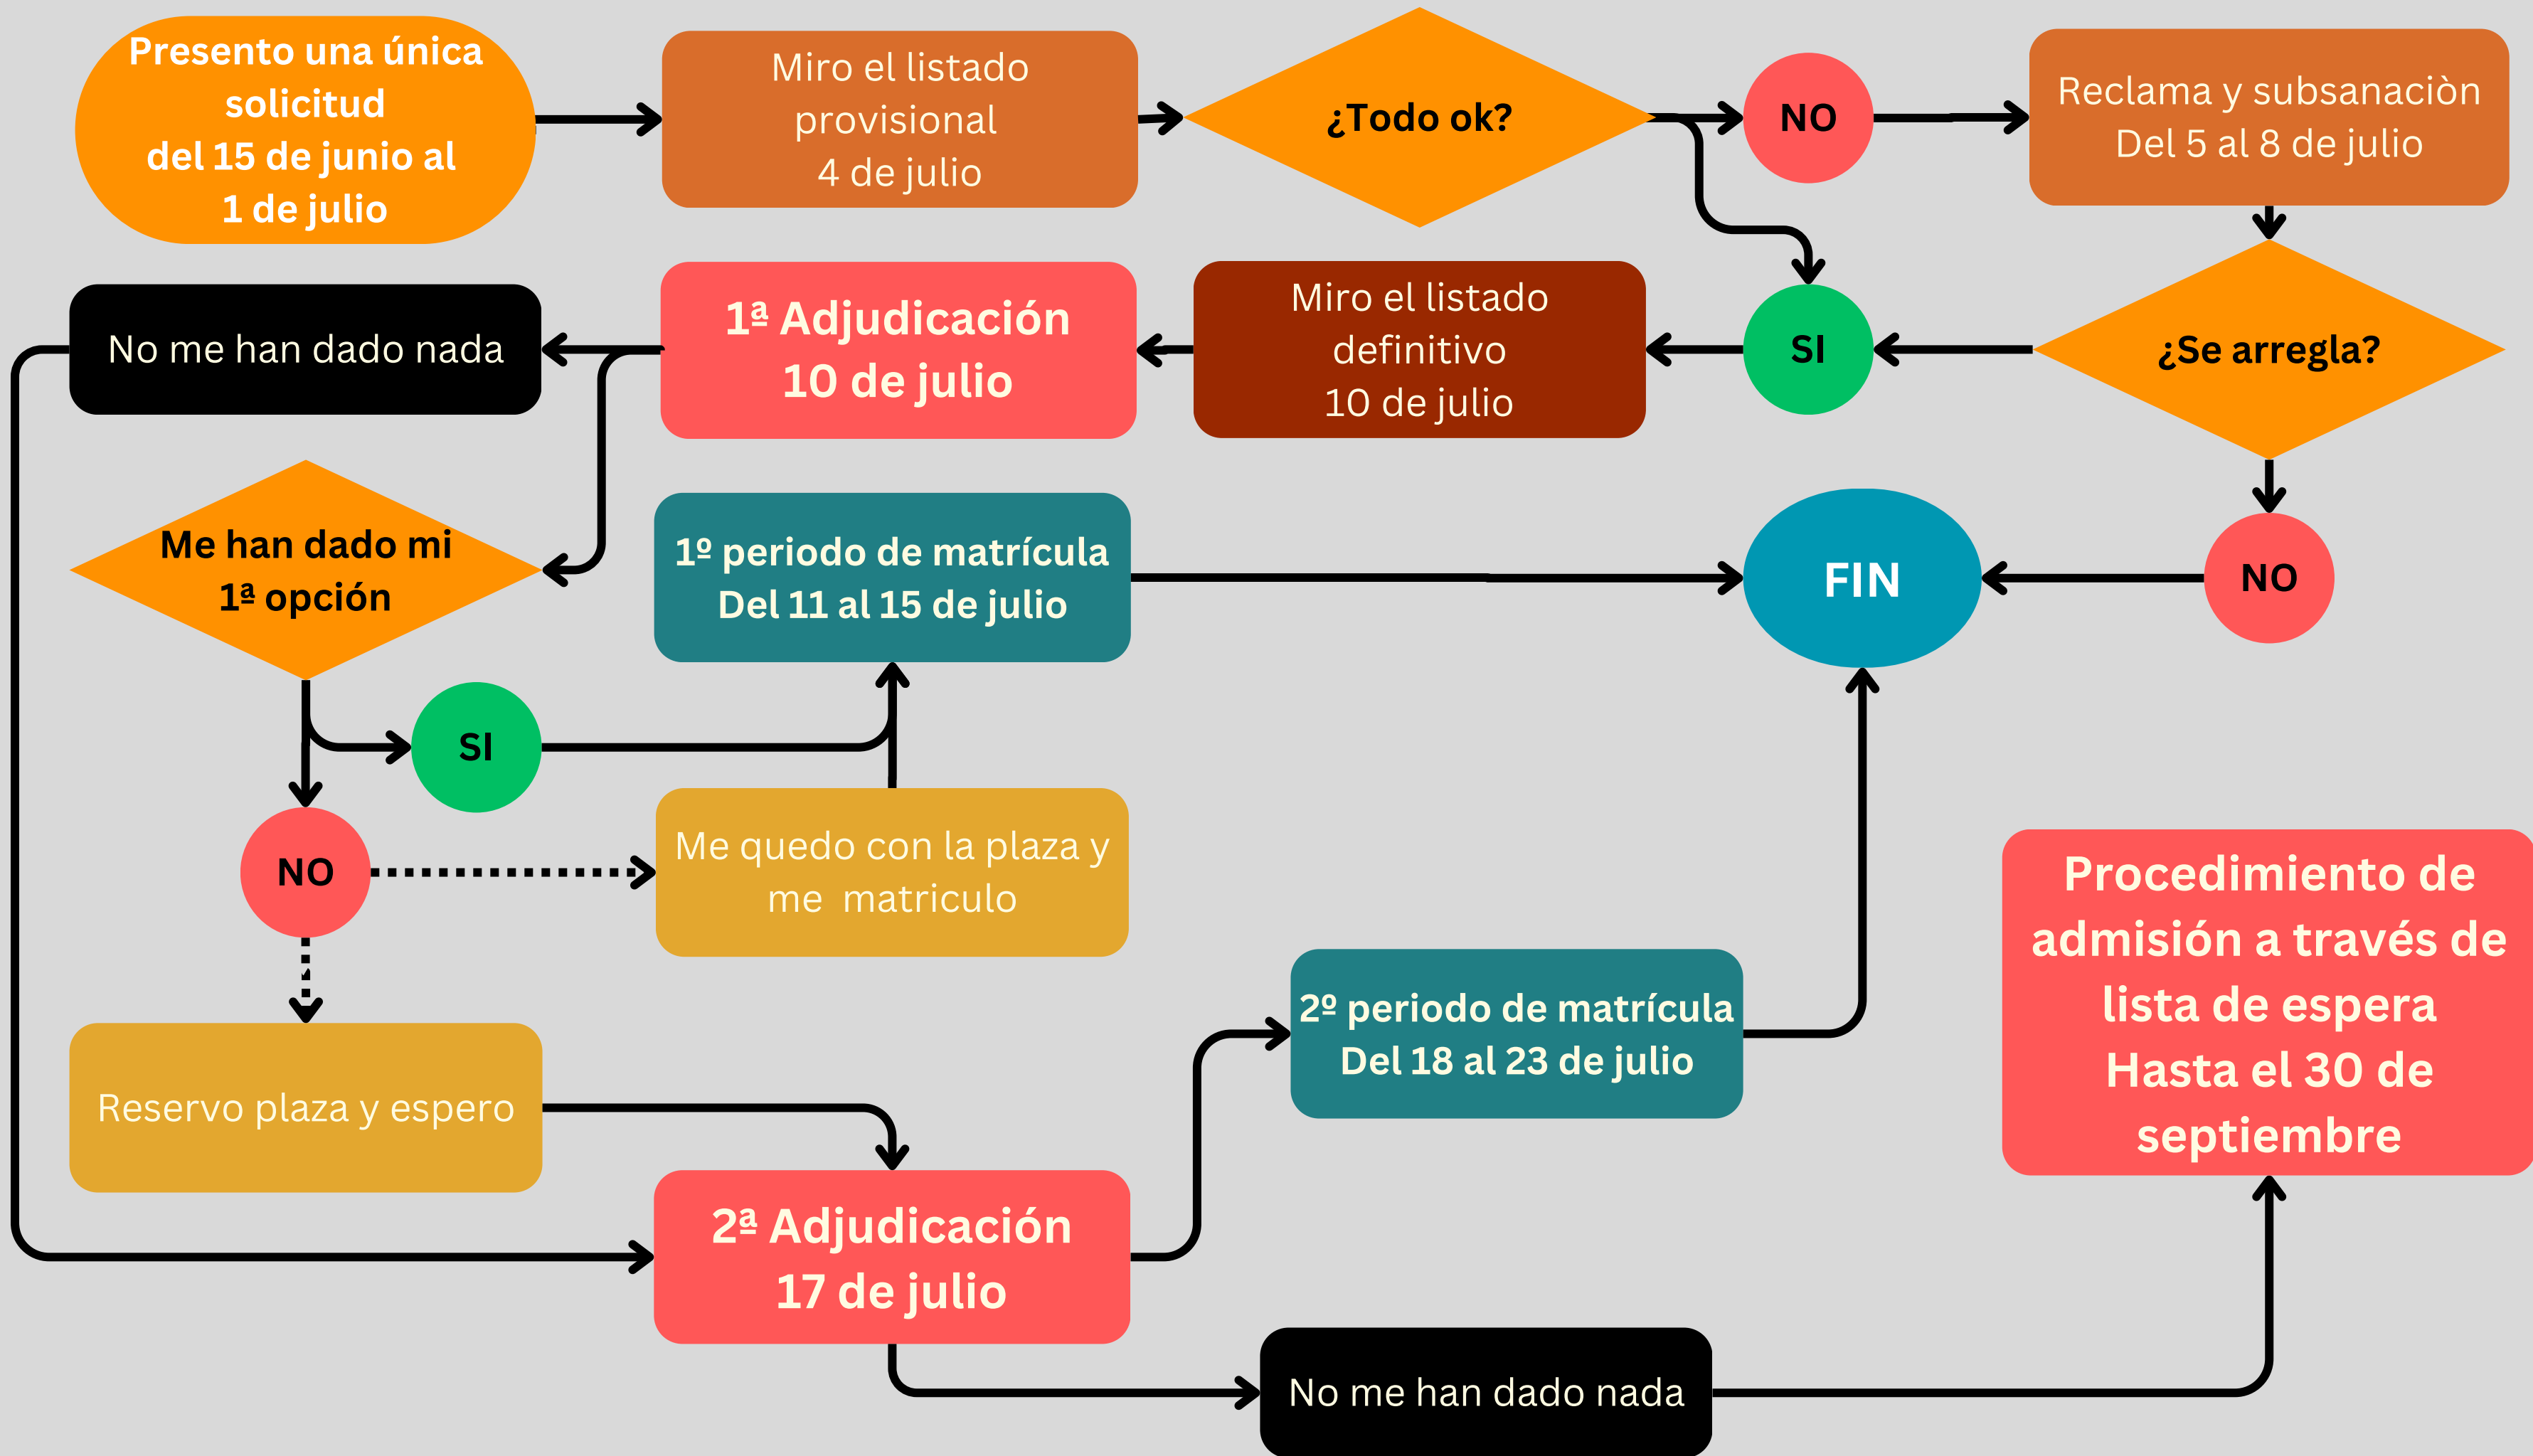 Presento una única
solicitud
del 15 de junio al
1 de julio
Miro el listado
provisional
4 de julio
¿Todo ok?
NO
Reclama y subsanaciòn
Del 5 al 8 de julio
No me han dado nada
1ª Adjudicación
10 de julio
Miro el listado
definitivo
10 de julio
SI
¿Se arregla?
Me han dado mi
1ª opción
1º periodo de matrícula
Del 11 al 15 de julio
FIN
NO
SI
NO
Me quedo con la plaza y
me matriculo
Procedimiento de
admisión a través de
lista de espera
Hasta el 30 de
septiembre
2º periodo de matrícula
Del 18 al 23 de julio
Reservo plaza y espero
2ª Adjudicación
17 de julio
No me han dado nada